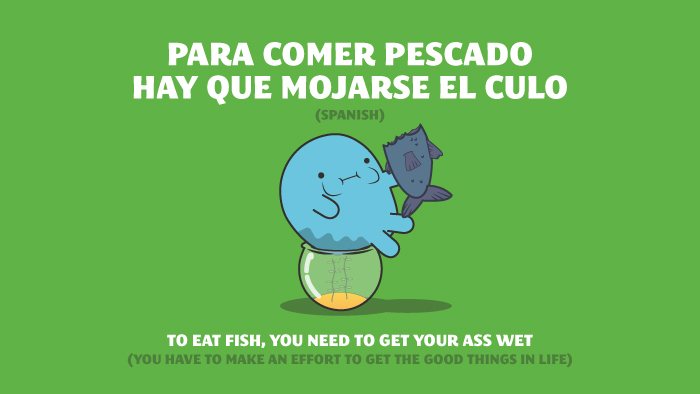 PARA COMER PESCADO
HAY QUE MOJARSE EL CULO
(SPANISH)
TO EAT FISH, YOU NEED TO GET YOUR ASS WET
(YOU HAVE TO MAKE AN EFFORT TO GET THE GOOD THINGS IN LIFE)